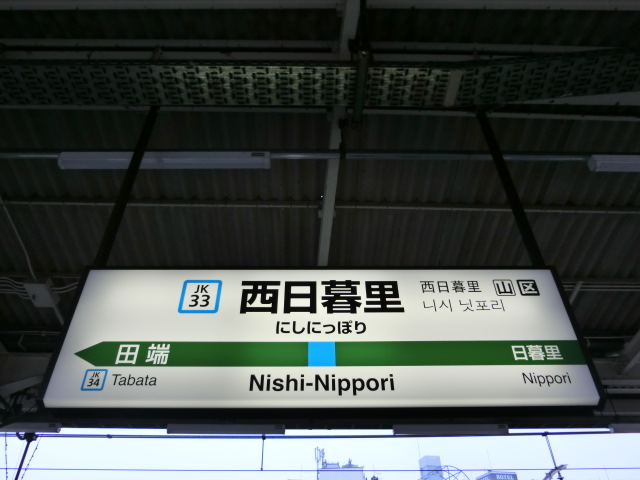 JK
33
西日暮里
にしにっぽり
西日暮里
니시 닛포리
山 区
田端
日暮里
JK
34
Tabata
Nishi-Nippori
Nippori